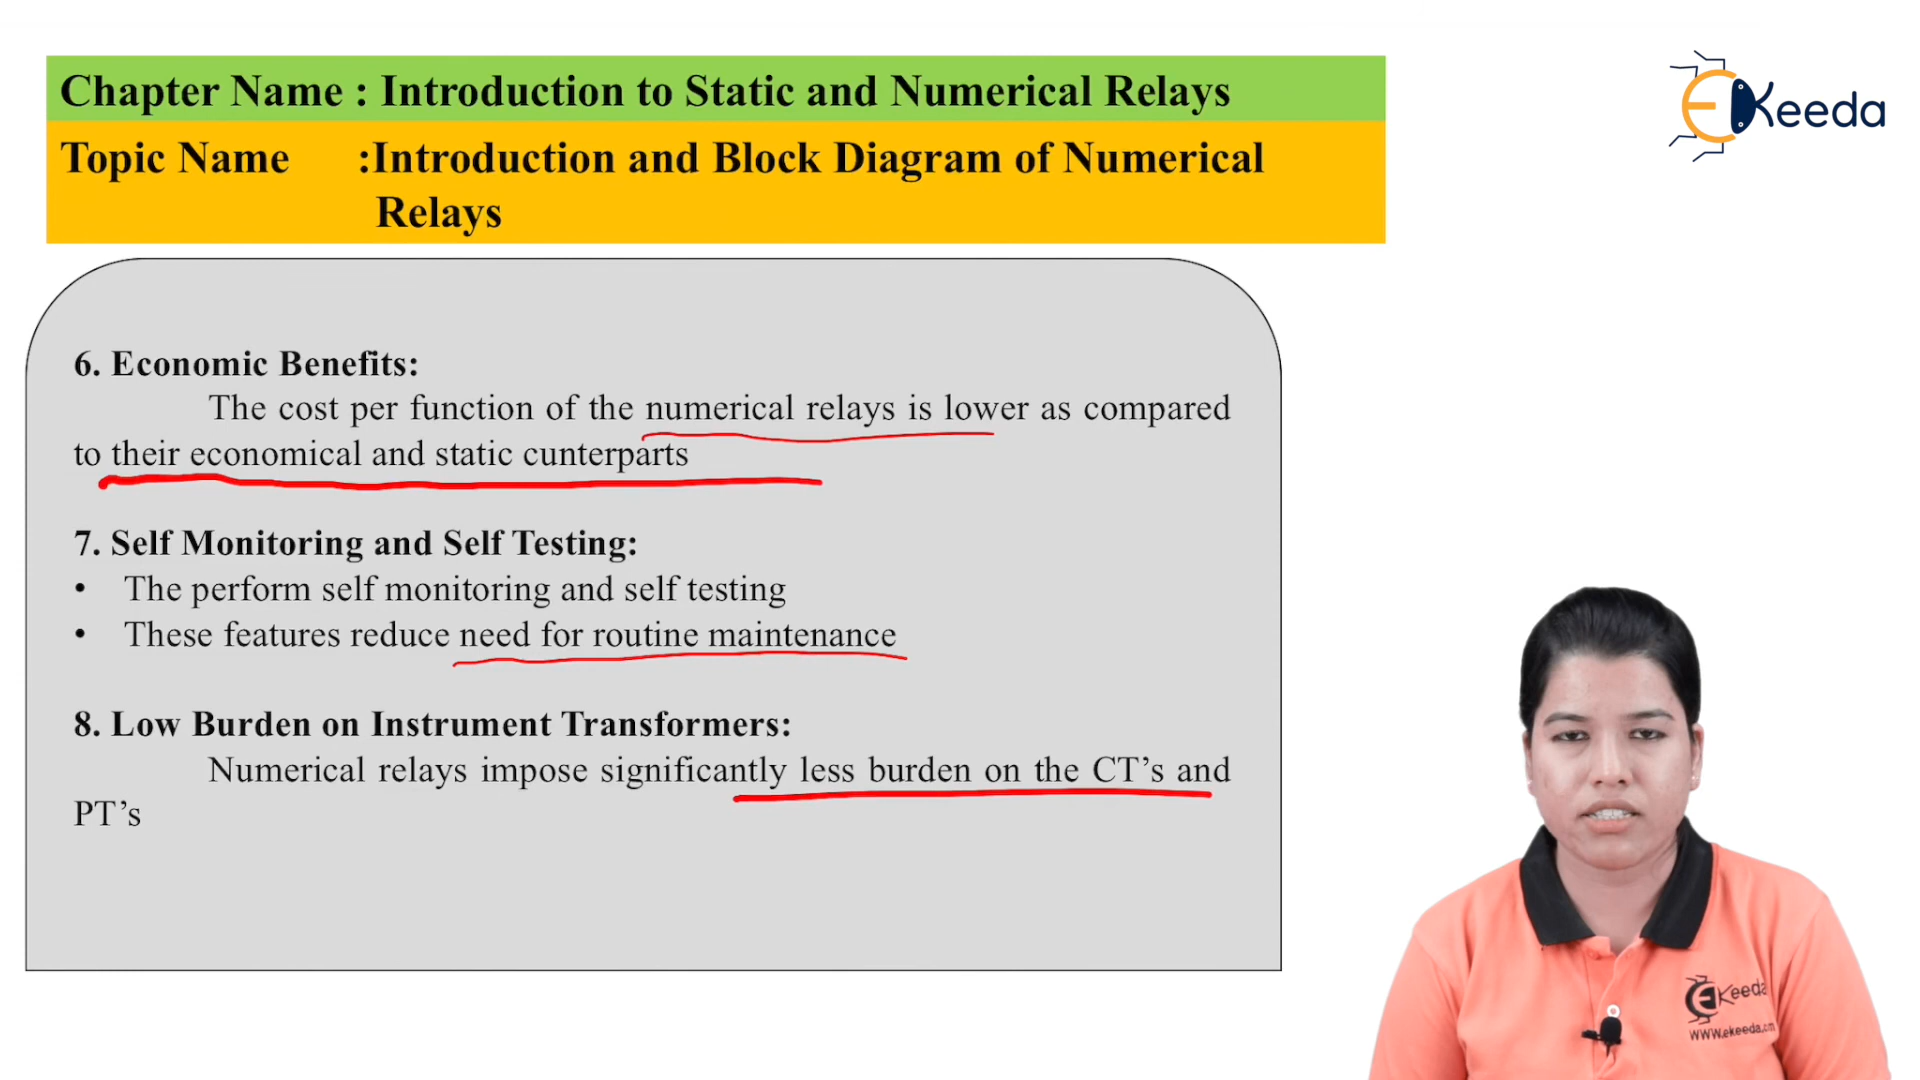 Chapter Name : Introduction to Static and Numerical Relays
Topic Name :Introduction and Block Diagram of Numerical
Relays
EKeeda
6. Economic Benefits:
The cost per function of the numerical relays is lower as compared
to their economical and static cunterparts
7. Self Monitoring and Self Testing:
• The perform self monitoring and self testing
• These features reduce need for routine maintenance
8. Low Burden on Instrument Transformers:
Numerical relays impose significantly less burden on the CT’s and
PT’s
EKeeda
WWW.ekeeda.com